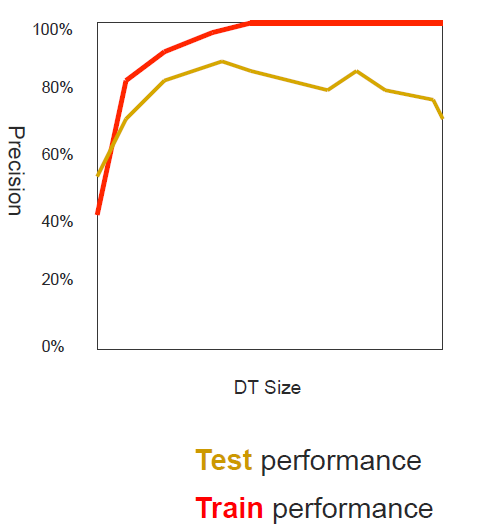 100%
80%
60%
40%
20%
0%
Precision
DT Size
Test performance
Train performance